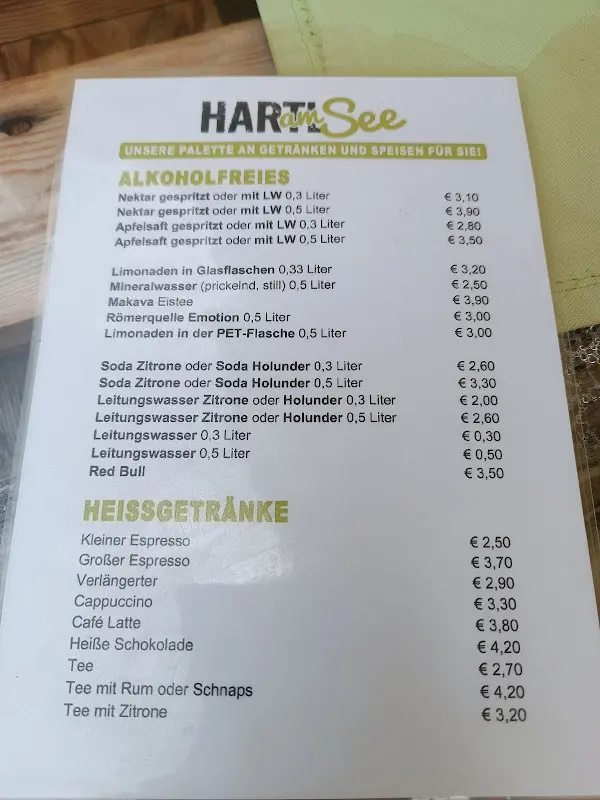 HARTL am See
UNSERE PALETTE AN GETRÄNKEN UND SPEISEN FÜR SIE!
ALKOHOLFREIES
Nektar gespritzt oder mit LW 0,3 Liter € 3,10
Nektar gespritzt oder mit LW 0,5 Liter € 3,90
Apfelsaft gespritzt oder mit LW 0,3 Liter € 2,80
Apfelsaft gespritzt oder mit LW 0,5 Liter € 3,50
Limonaden in Glasflaschen 0,33 Liter € 3,20
Mineralwasser (prickelnd, still) 0,5 Liter € 2,50
Makava Eistee € 3,90
Römerquelle Emotion 0,5 Liter € 3,00
Limonaden in der PET-Flasche 0,5 Liter € 3,00
Soda Zitrone oder Soda Holunder 0,3 Liter € 2,60
Soda Zitrone oder Soda Holunder 0,5 Liter € 3,30
Leitungswasser Zitrone oder Holunder 0,3 Liter € 2,00
Leitungswasser Zitrone oder Holunder 0,5 Liter € 2,60
Leitungswasser 0,3 Liter € 0,30
Leitungswasser 0,5 Liter € 0,50
Red Bull € 3,50
HEISSGETRÄNKE
Kleiner Espresso € 2,50
Großer Espresso € 3,70
Verlängerter € 2,90
Cappuccino € 3,30
Café Latte € 3,80
Heiße Schokolade € 4,20
Tee € 2,70
Tee mit Rum oder Schnaps € 4,20
Tee mit Zitrone € 3,20